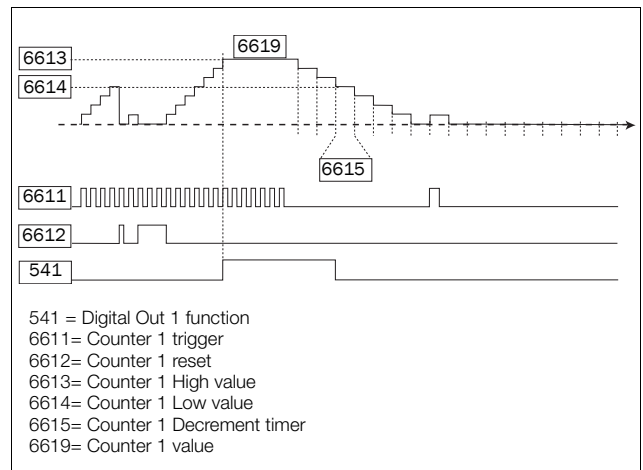 6619
6613
6614
6615
6611
6612
541
541 = Digital Out 1 function
6611= Counter 1 trigger
6612= Counter 1 reset
6613= Counter 1 High value
6614= Counter 1 Low value
6615= Counter 1 Decrement timer
6619= Counter 1 value